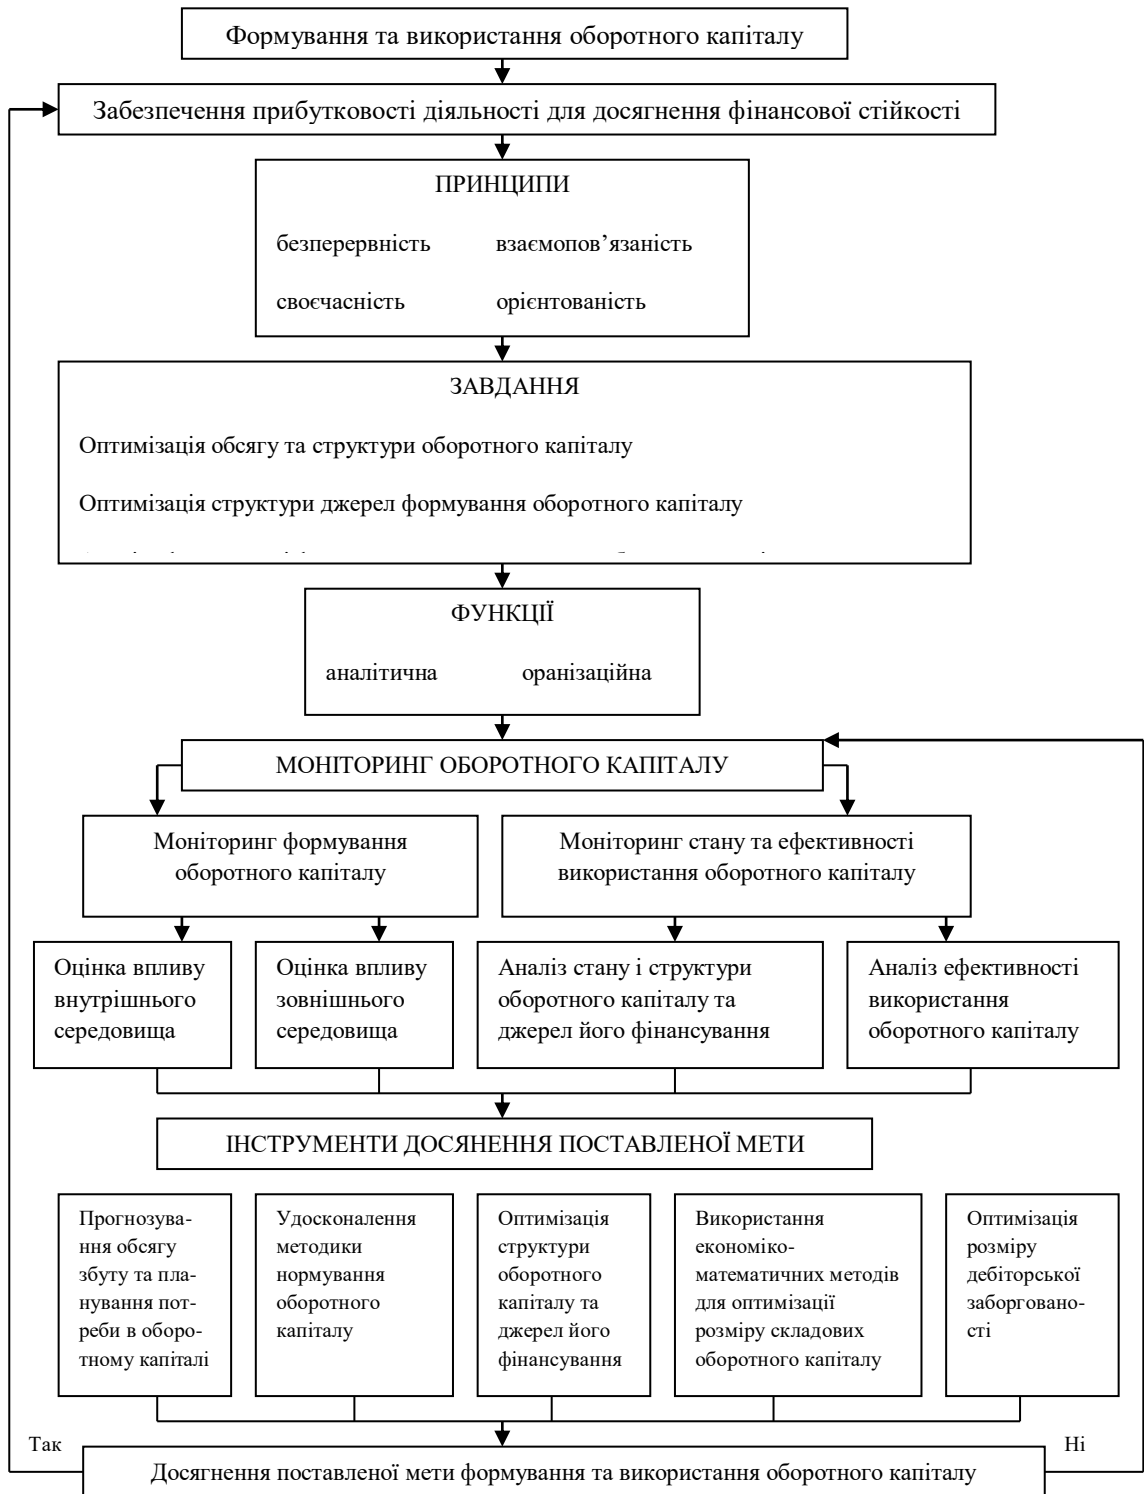 Формування та використання оборотного капіталу
Забезпечення прибутковості діяльності для досягнення фінансової стійкості
ПРИНЦИПИ
безперервність взаємопов’язаність
своєчасність орієнтованість
ЗАВДАННЯ
Оптимізація обсягу та структури оборотного капіталу
Оптимізація структури джерел формування оборотного капіталу
ФУНКЦІЇ
аналітична оранізаційна
МОНІТОРИНГ ОБОРОТНОГО КАПІТАЛУ
Моніторинг формування
оборотного капіталу
Моніторинг стану та ефективності
використання оборотного капіталу
Оцінка впливу
внутрішнього
середовища
Оцінка впливу
зовнішнього
середовища
Аналіз стану і структури
оборотного капіталу та
джерел його фінансування
Аналіз ефективності
використання
оборотного капіталу
ІНСТРУМЕНТИ ДОСЯНЕННЯ ПОСТАВЛЕНОЇ МЕТИ
Прогнозува-
ння обсягу
збуту та пла-
нування пот-
реби в оборо-
тному капіталі
Удосконалення
методики
нормування
оборотного
капіталу
Оптимізація
структури
оборотного
капіталу та
джерел його
фінансування
Використання
економіко-
математичних методів
для оптимізації
розміру складових
оборотного капіталу
Оптимізація
розміру
дебіторської
заборговано-
сті
Так
Ні
Досягнення поставленої мети формування та використання оборотного капіталу